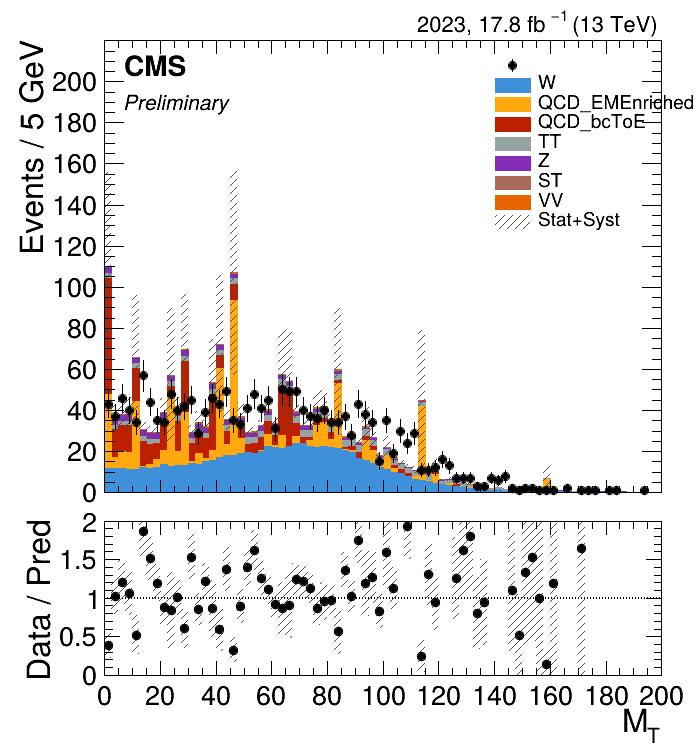 2023, 17.8 fb⁻¹ (13 TeV)
CMS
Preliminary
W
QCD_EMEnriched
QCD_bcToE
TT
Z
ST
VV
Stat+Syst
Events / 5 GeV
200
180
160
140
120
100
80
60
40
20
0
Data / Pred
2
1.5
1
0.5
0
0 20 40 60 80 100 120 140 160 180 200
M_T